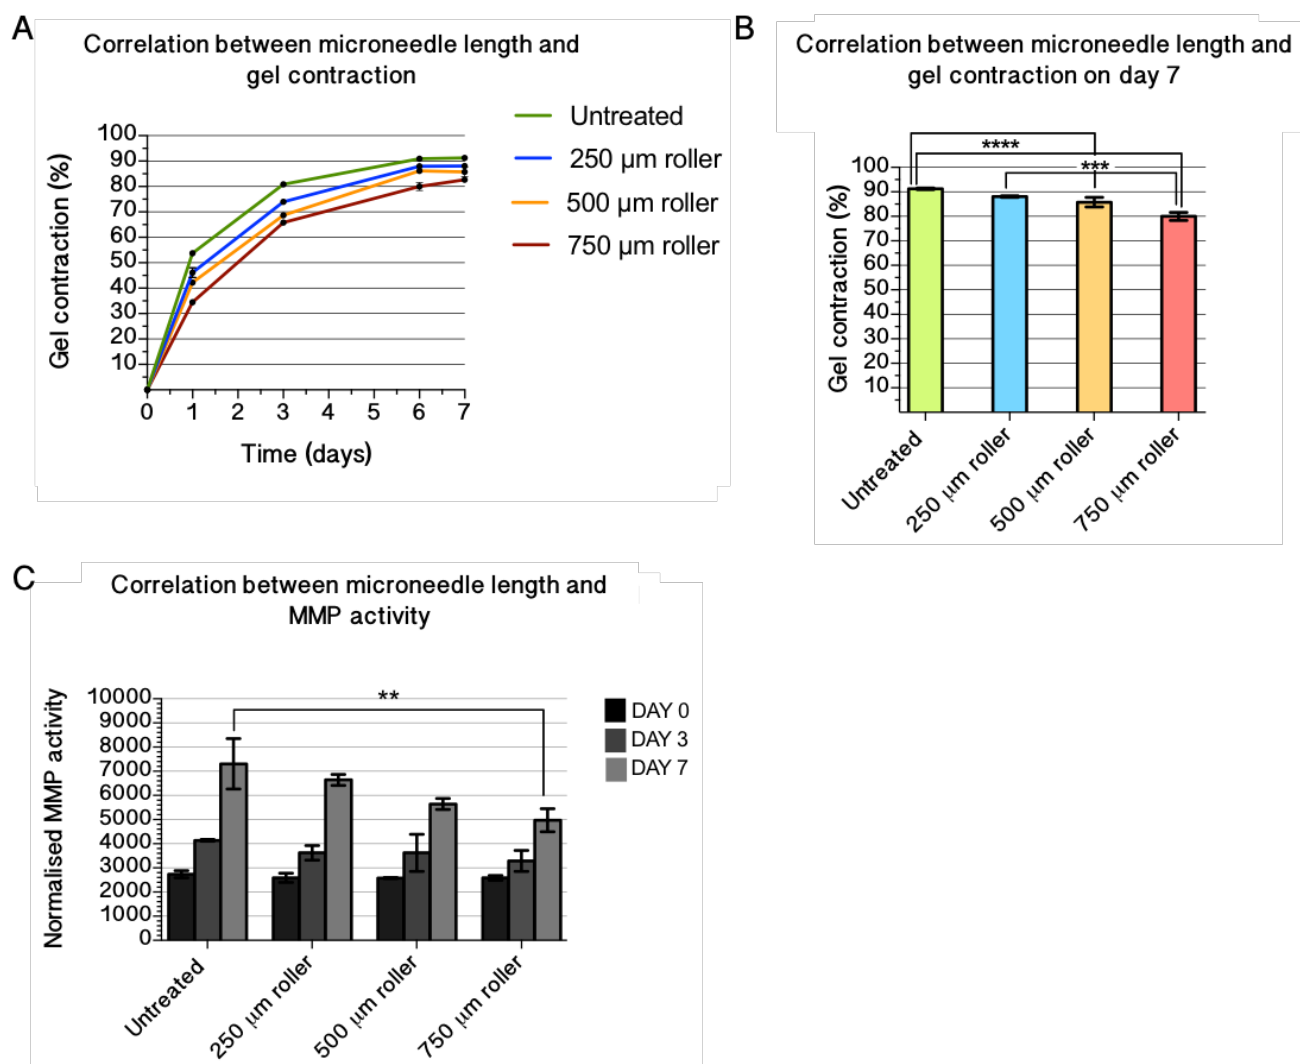 A
Correlation between microneedle length and
gel contraction
Gel contraction (%)
100
90
80
70
60
50
40
30
20
10
0 1 2 3 4 5 6 7
Time (days)
Untreated
250 µm roller
500 µm roller
750 µm roller
B
Correlation between microneedle length and
gel contraction on day 7
****
***
Gel contraction (%)
100
90
80
70
60
50
40
30
20
10
Untreated
250 µm roller
500 µm roller
750 µm roller
C
Correlation between microneedle length and
MMP activity
Normalised MMP activity
10000
9000
8000
7000
6000
5000
4000
3000
2000
1000
0
**
DAY 0
DAY 3
DAY 7
Untreated
250 µm roller
500 µm roller
750 µm roller